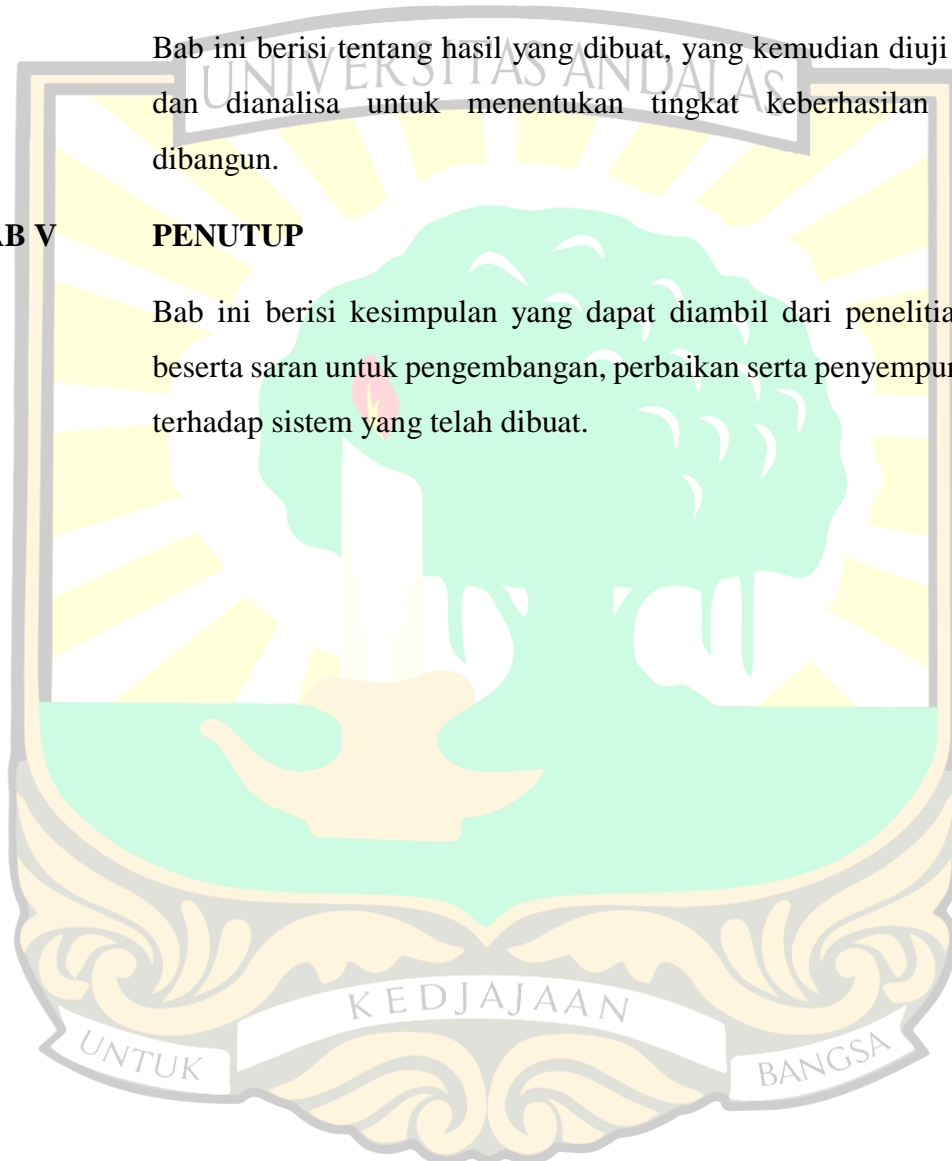 Bab ini berisi tentang hasil yang dibuat, yang kemudian diuji
UNIVERSITAS ANDALAS
dan dianalisa untuk menentukan tingkat keberhasilan
dibangun.
AB V PENUTUP
Bab ini berisi kesimpulan yang dapat diambil dari penelitia
beserta saran untuk pengembangan, perbaikan serta penyempur
terhadap sistem yang telah dibuat.
KEDJAJAAN
UNTUK BANGSA